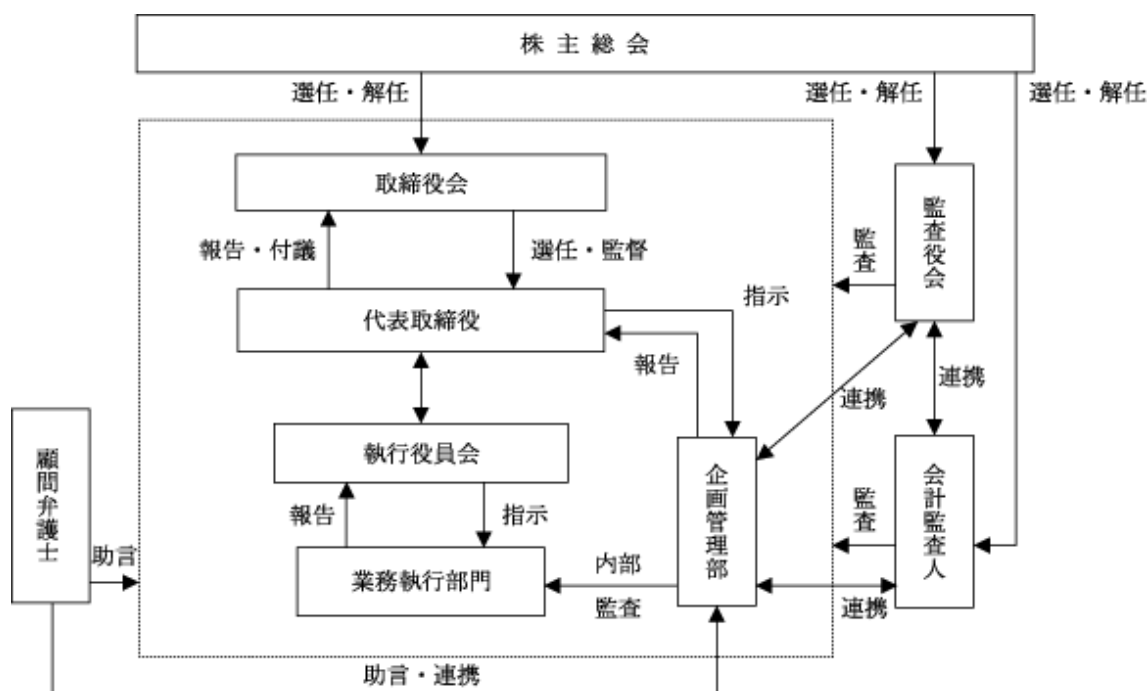 株主総会
選任・解任
選任・解任
選任・解任
取締役会
監査役会
報告・付議
選任・監督
監査
指示
代表取締役
報告
連携
連携
顧問弁護士
執行役員会
企画管理部
会計監査人
報告
指示
監査
助言
業務執行部門
内部
監査
連携
助言・連携